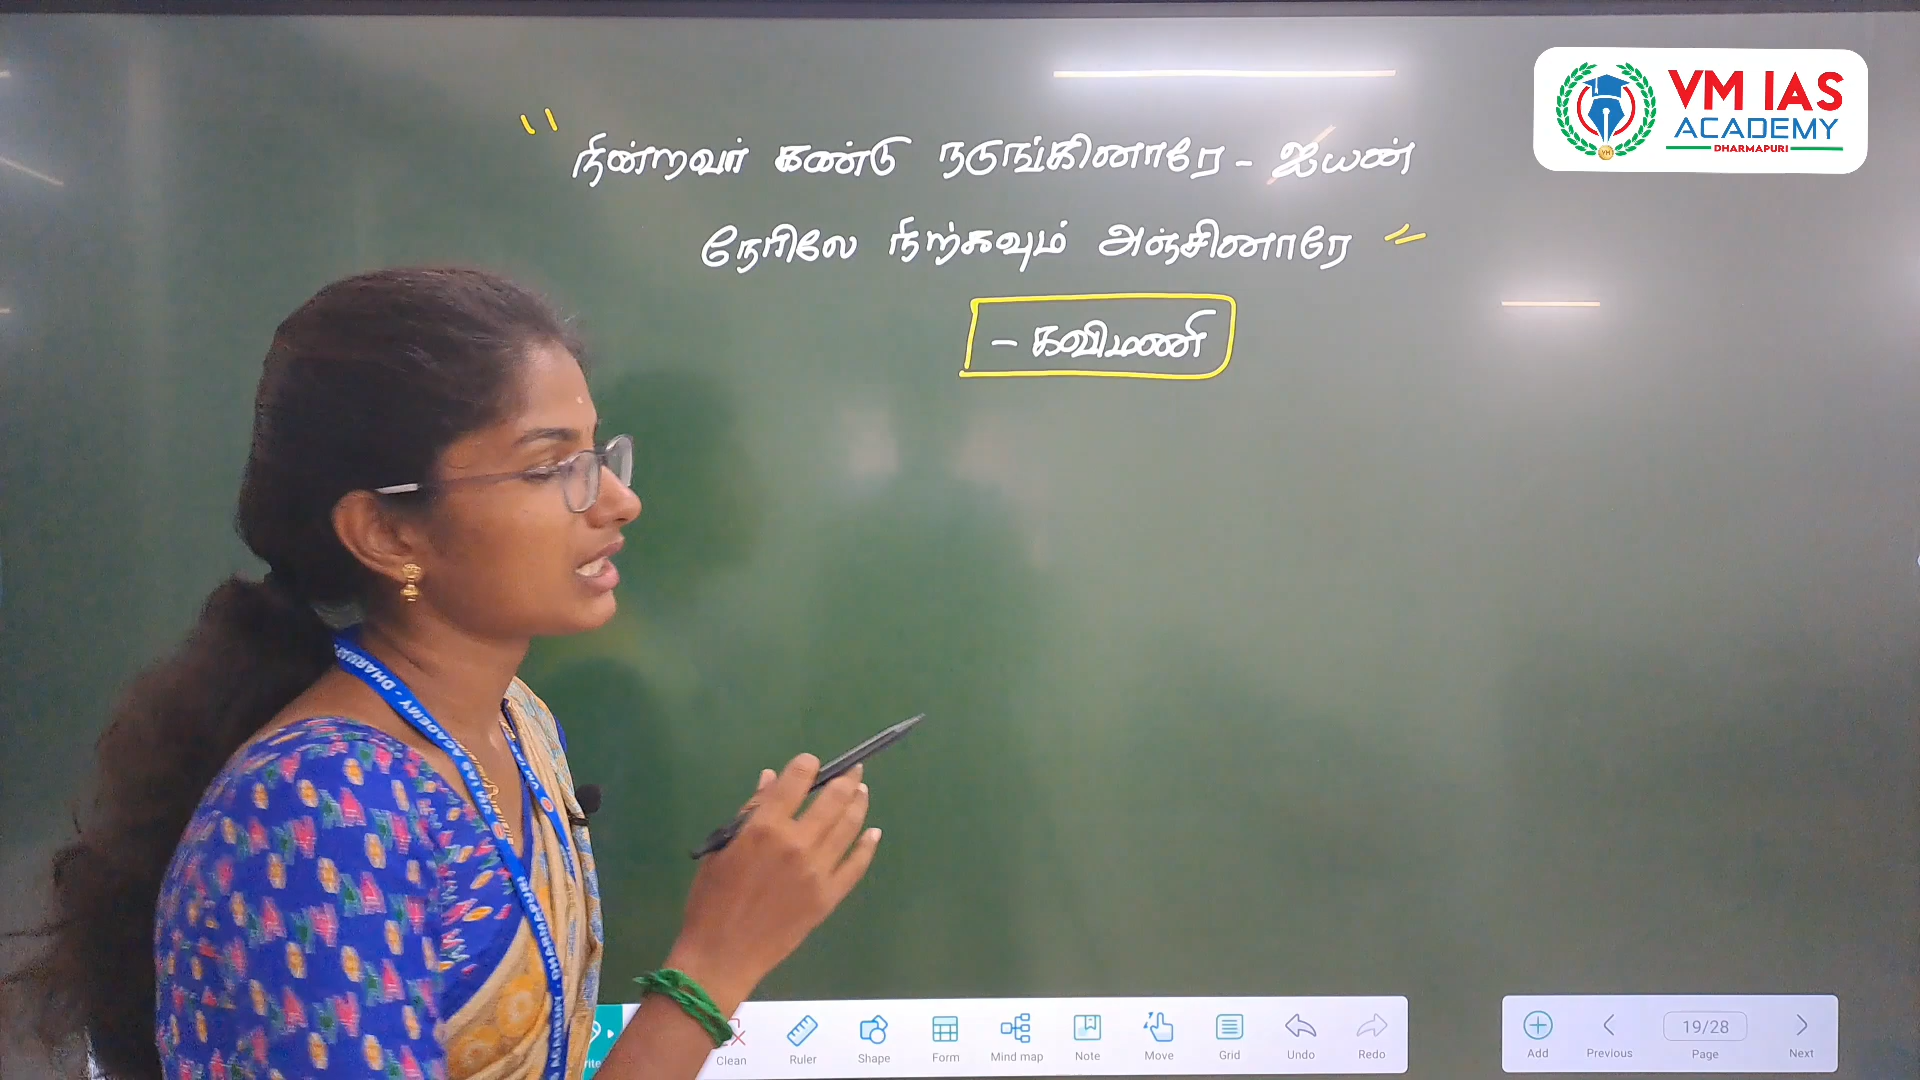 " நின்றவர் கண்டு நடுங்கினாரே - ஐயன்
நேரிலே நிற்கவும் அஞ்சினாரே "
- கவிமணி
VM IAS
ACADEMY
DHARMAPURI
Clean Ruler Shape Form Mind map Note Move Grid Undo Redo
Add Previous 19/28 Page Next